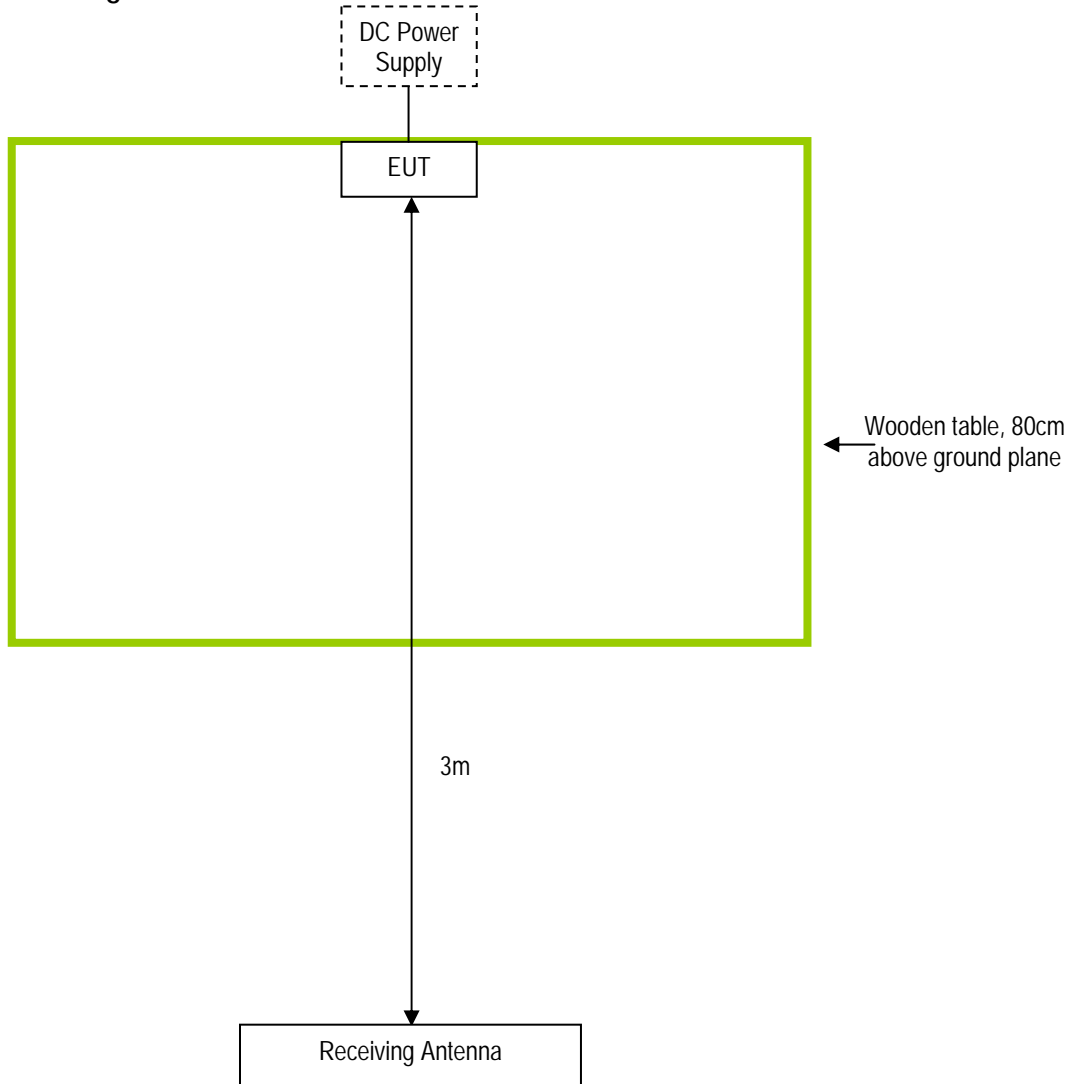 DC Power
Supply
EUT
Wooden table, 80cm
above ground plane
3m
Receiving Antenna